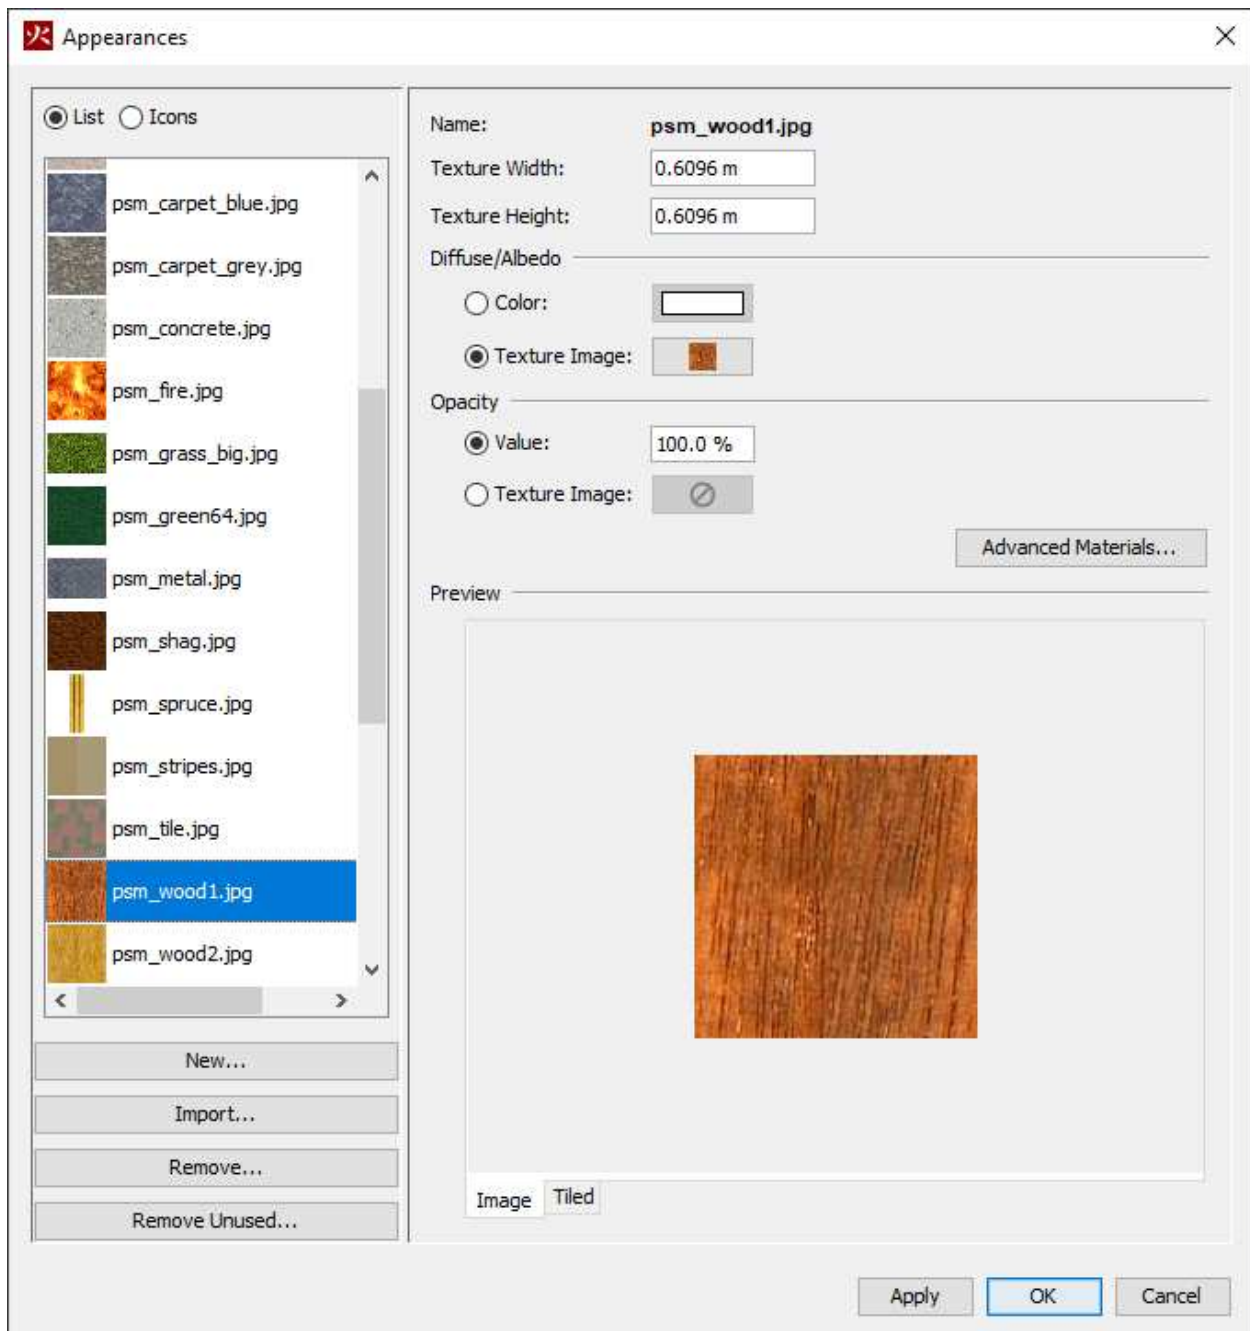 火 Appearances
List Icons
psm_carpet_blue.jpg
psm_carpet_grey.jpg
psm_concrete.jpg
psm_fire.jpg
psm_grass_big.jpg
psm_green64.jpg
psm_metal.jpg
psm_shag.jpg
psm_spruce.jpg
psm_stripes.jpg
psm_tile.jpg
psm_wood1.jpg
psm_wood2.jpg
New...
Import...
Remove...
Remove Unused...
Name: psm_wood1.jpg
Texture Width: 0.6096 m
Texture Height: 0.6096 m
Diffuse/Albedo
Color:
Texture Image:
Opacity
Value: 100.0 %
Texture Image:
Advanced Materials...
Preview
Image Tiled
Apply OK Cancel